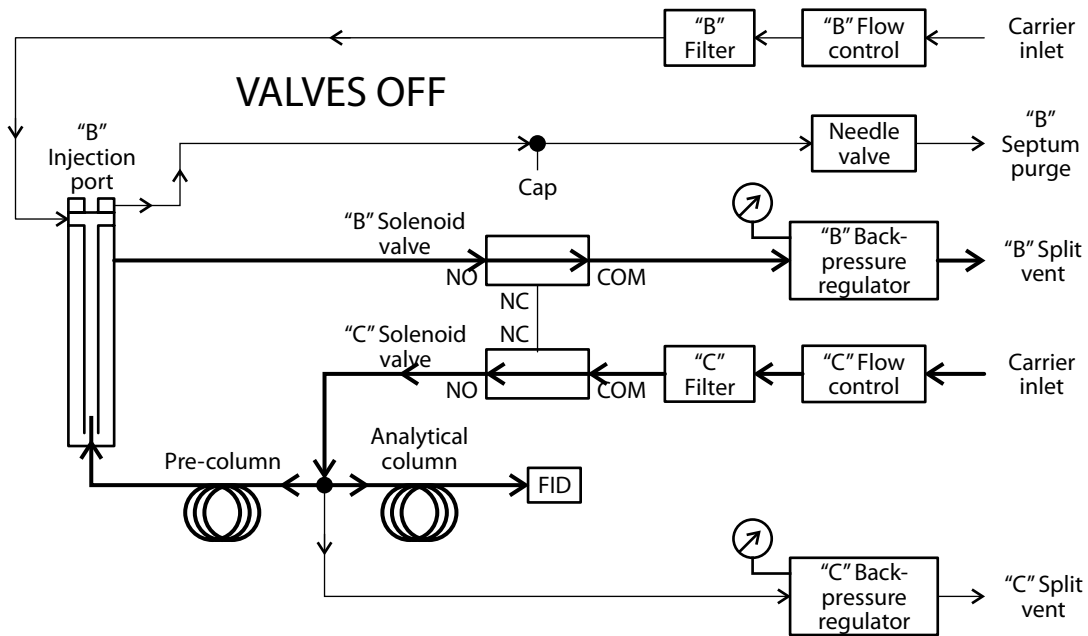 “B”
Filter
“B” Flow
control
Carrier
inlet
VALVES OFF
“B”
Injection
port
Cap
Needle
valve
“B”
Septum
purge
“B” Solenoid
valve
NO
COM
NC
“B” Back-
pressure
regulator
“B” Split
vent
NC
“C” Solenoid
valve
NO
COM
“C”
Filter
“C” Flow
control
Carrier
inlet
Pre-column
Analytical
column
FID
“C” Back-
pressure
regulator
“C” Split
vent